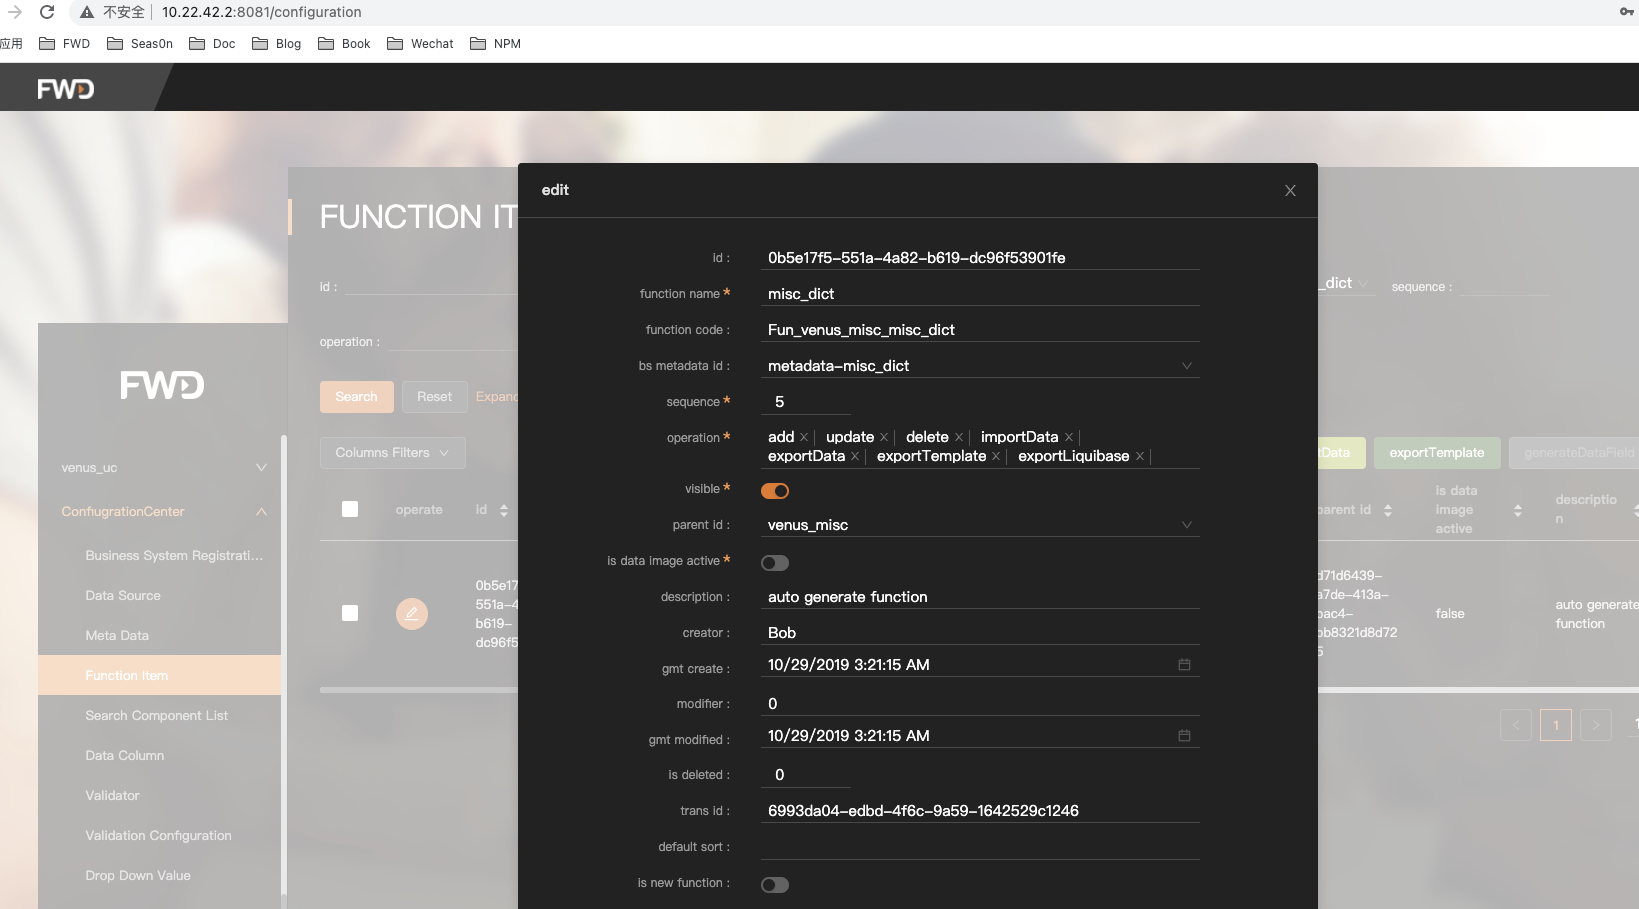 不安全 10.22.42.2:8081/configuration
应用 FWD Seas0n Doc Blog Book Wechat NPM
FWD
FUNCTION IT
edit
id :
_dict
sequence :
operation :
Search Reset Expand
Columns Filters
tData exportTemplate generateDataField
operate id
parent id
is data image active
descriptio
n
0b5e17
551a-4
b619-
dc96f5
d71d6439-
a7de-413a-
bac4-
bb8321d8d72
5
false
auto generate
function
1
FWD
venus_uc
ConfiugrationCenter
Business System Registrati...
Data Source
Meta Data
Function Item
Search Component List
Data Column
Validator
Validation Configuration
Drop Down Value
id : 0b5e17f5-551a-4a82-b619-dc96f53901fe
function name * misc_dict
function code : Fun_venus_misc_misc_dict
bs metadata id : metadata-misc_dict
sequence * 5
operation * add × update × delete × importData ×
exportData × exportTemplate × exportLiquibase ×
visible *
parent id : venus_misc
is data image active *
description : auto generate function
creator : Bob
gmt create : 10/29/2019 3:21:15 AM
modifier : 0
gmt modified : 10/29/2019 3:21:15 AM
is deleted : 0
trans id : 6993da04-edbd-4f6c-9a59-1642529c1246
default sort :
is new function :